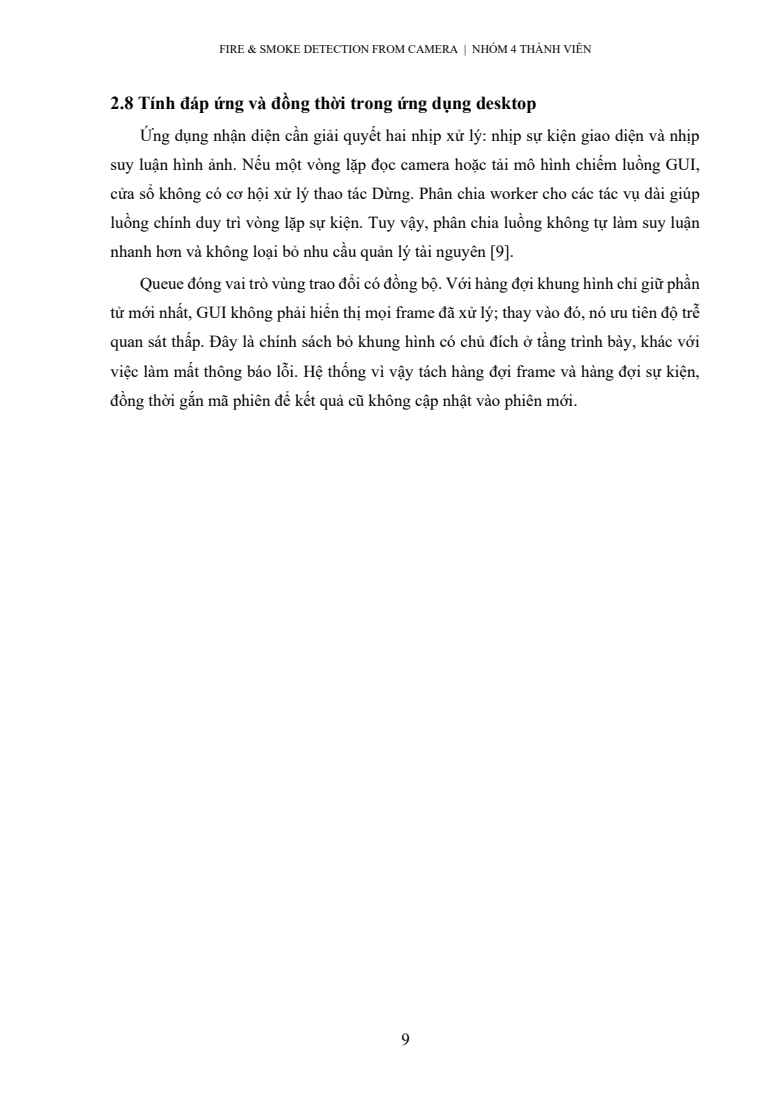 FIRE & SMOKE DETECTION FROM CAMERA | NHÓM 4 THÀNH VIÊN
2.8 Tính đáp ứng và đồng thời trong ứng dụng desktop
Ứng dụng nhận diện cần giải quyết hai nhịp xử lý: nhịp sự kiện giao diện và nhịp
suy luận hình ảnh. Nếu một vòng lặp đọc camera hoặc tải mô hình chiếm luồng GUI,
cửa sổ không có cơ hội xử lý thao tác Dừng. Phân chia worker cho các tác vụ dài giúp
luồng chính duy trì vòng lặp sự kiện. Tuy vậy, phân chia luồng không tự làm suy luận
nhanh hơn và không loại bỏ nhu cầu quản lý tài nguyên [9].
Queue đóng vai trò vùng trao đổi có đồng bộ. Với hàng đợi khung hình chỉ giữ phần
tử mới nhất, GUI không phải hiển thị mọi frame đã xử lý; thay vào đó, nó ưu tiên độ trễ
quan sát thấp. Đây là chính sách bỏ khung hình có chủ đích ở tầng trình bày, khác với
việc làm mất thông báo lỗi. Hệ thống vì vậy tách hàng đợi frame và hàng đợi sự kiện,
đồng thời gắn mã phiên để kết quả cũ không cập nhật vào phiên mới.
9